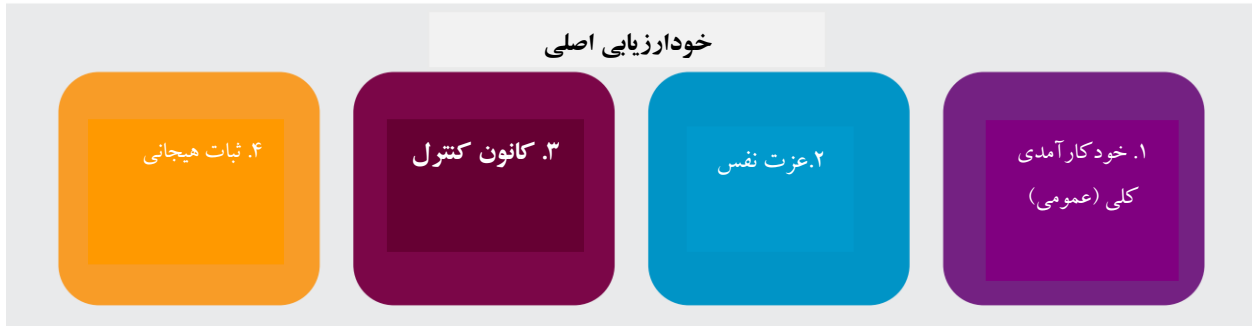 خودارزیابی اصلی
۱. خودکارآمدی
کلی (عمومی)
۲.عزت نفس
۳. کانون کنترل
۴. ثبات هیجانی